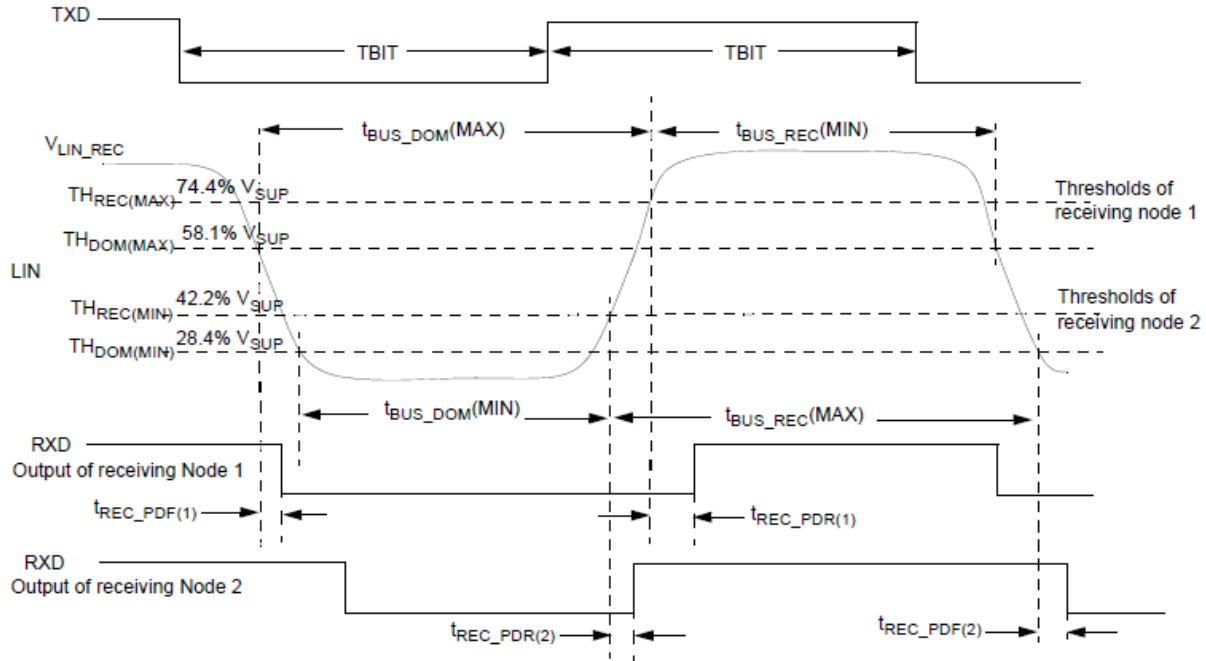 TXD
TBIT
TBIT
tBUS_DOM(MAX)
tBUS_REC(MIN)
VLIN_REC
THREC(MAX) 74.4% VSUP
Thresholds of
receiving node 1
THDOM(MAX) 58.1% VSUP
LIN
THREC(MIN) 42.2% VSUP
Thresholds of
receiving node 2
THDOM(MIN) 28.4% VSUP
tBUS_DOM(MIN)
tBUS_REC(MAX)
RXD
Output of receiving Node 1
tREC_PDF(1)
tREC_PDR(1)
RXD
Output of receiving Node 2
tREC_PDR(2)
tREC_PDF(2)